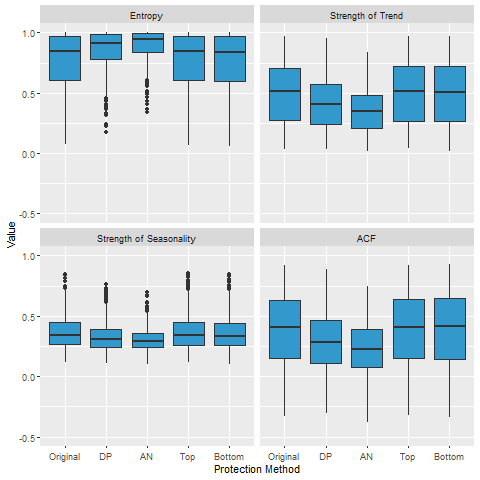 Entropy
Strength of Trend
1.0
0.5
0.0
-0.5
Strength of Seasonality
ACF
1.0
0.5
0.0
-0.5
Value
Original DP AN Top Bottom
Original DP AN Top Bottom
Protection Method